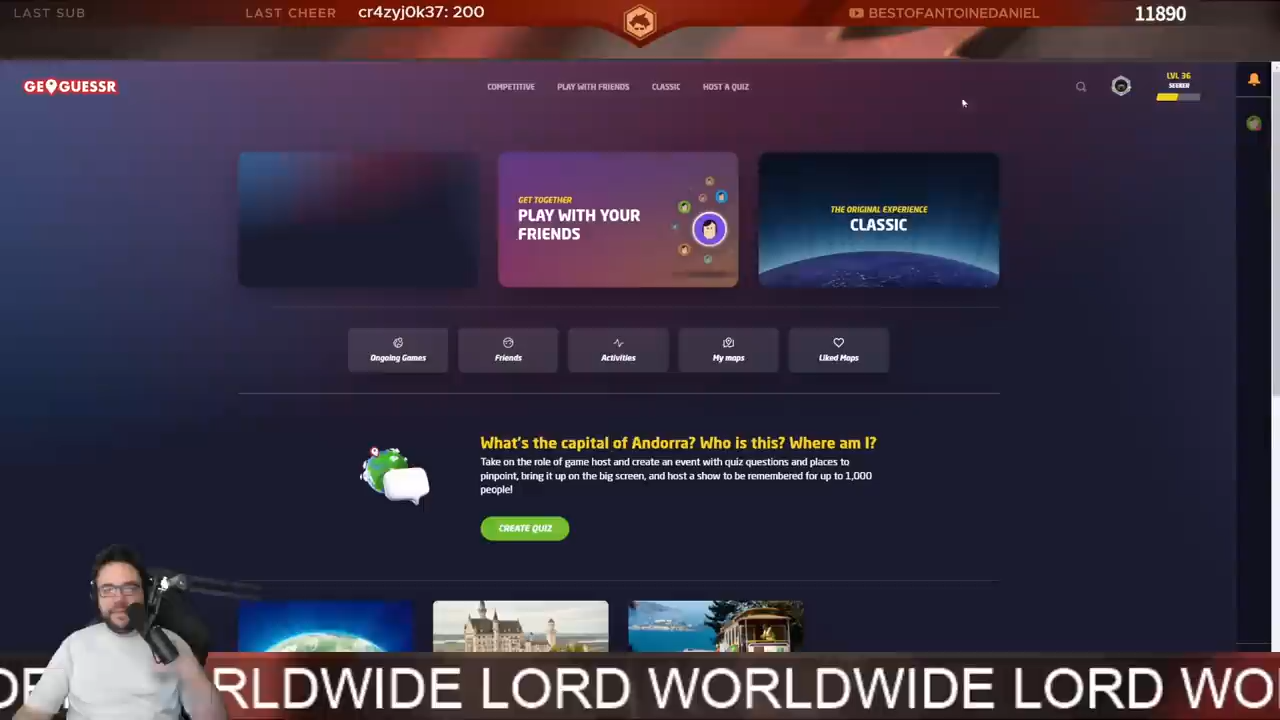 LAST SUB
LAST CHEER cr4zyj0k37: 200
BESTOFANTOINEDANIEL
11890
GEOGUESSR
COMPETITIVE PLAY WITH FRIENDS CLASSIC HOST A QUIZ
LVL 36
SEEKER
GET TOGETHER
PLAY WITH YOUR
FRIENDS
THE ORIGINAL EXPERIENCE
CLASSIC
Ongoing Games
Friends
Activities
My maps
Liked Maps
What's the capital of Andorra? Who is this? Where am I?
Take on the role of game host and create an event with quiz questions and places to
pinpoint, bring it up on the big screen, and host a show to be remembered for up to 1,000
people!
CREATE QUIZ
RLDWIDE LORD WORLDWIDE LORD WO